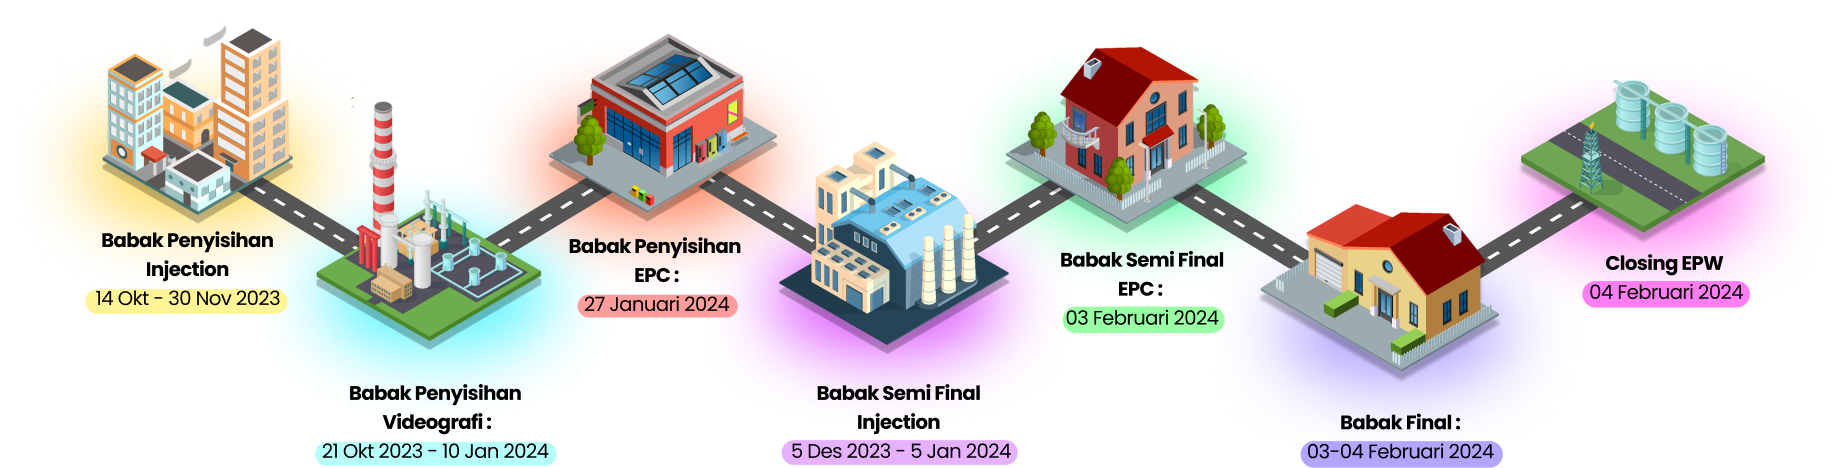 Babak Penyisihan
Injection
14 Okt - 30 Nov 2023
Babak Penyisihan
Videografi :
21 Okt 2023 - 10 Jan 2024
Babak Penyisihan
EPC :
27 Januari 2024
Babak Semi Final
Injection
5 Des 2023 - 5 Jan 2024
Babak Semi Final
EPC :
03 Februari 2024
Babak Final :
03-04 Februari 2024
Closing EPW
04 Februari 2024